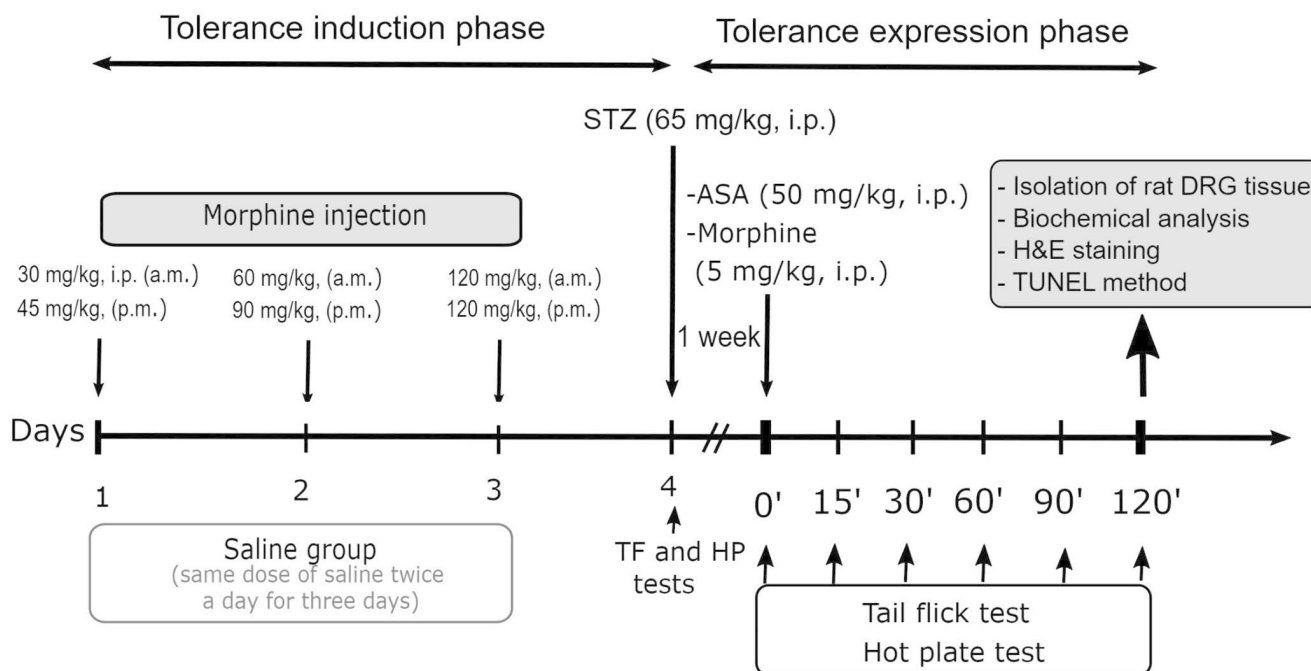 Tolerance induction phase
Tolerance expression phase
STZ (65 mg/kg, i.p.)
Morphine injection
30 mg/kg, i.p. (a.m.)
45 mg/kg, (p.m.)
60 mg/kg, (a.m.)
90 mg/kg, (p.m.)
120 mg/kg, (a.m.)
120 mg/kg, (p.m.)
-ASA (50 mg/kg, i.p.)
-Morphine
(5 mg/kg, i.p.)
1 week
- Isolation of rat DRG tissue
- Biochemical analysis
- H&E staining
- TUNEL method
Days
1
2
3
4
0'
15'
30'
60'
90'
120'
Saline group
(same dose of saline twice
a day for three days)
TF and HP
tests
Tail flick test
Hot plate test